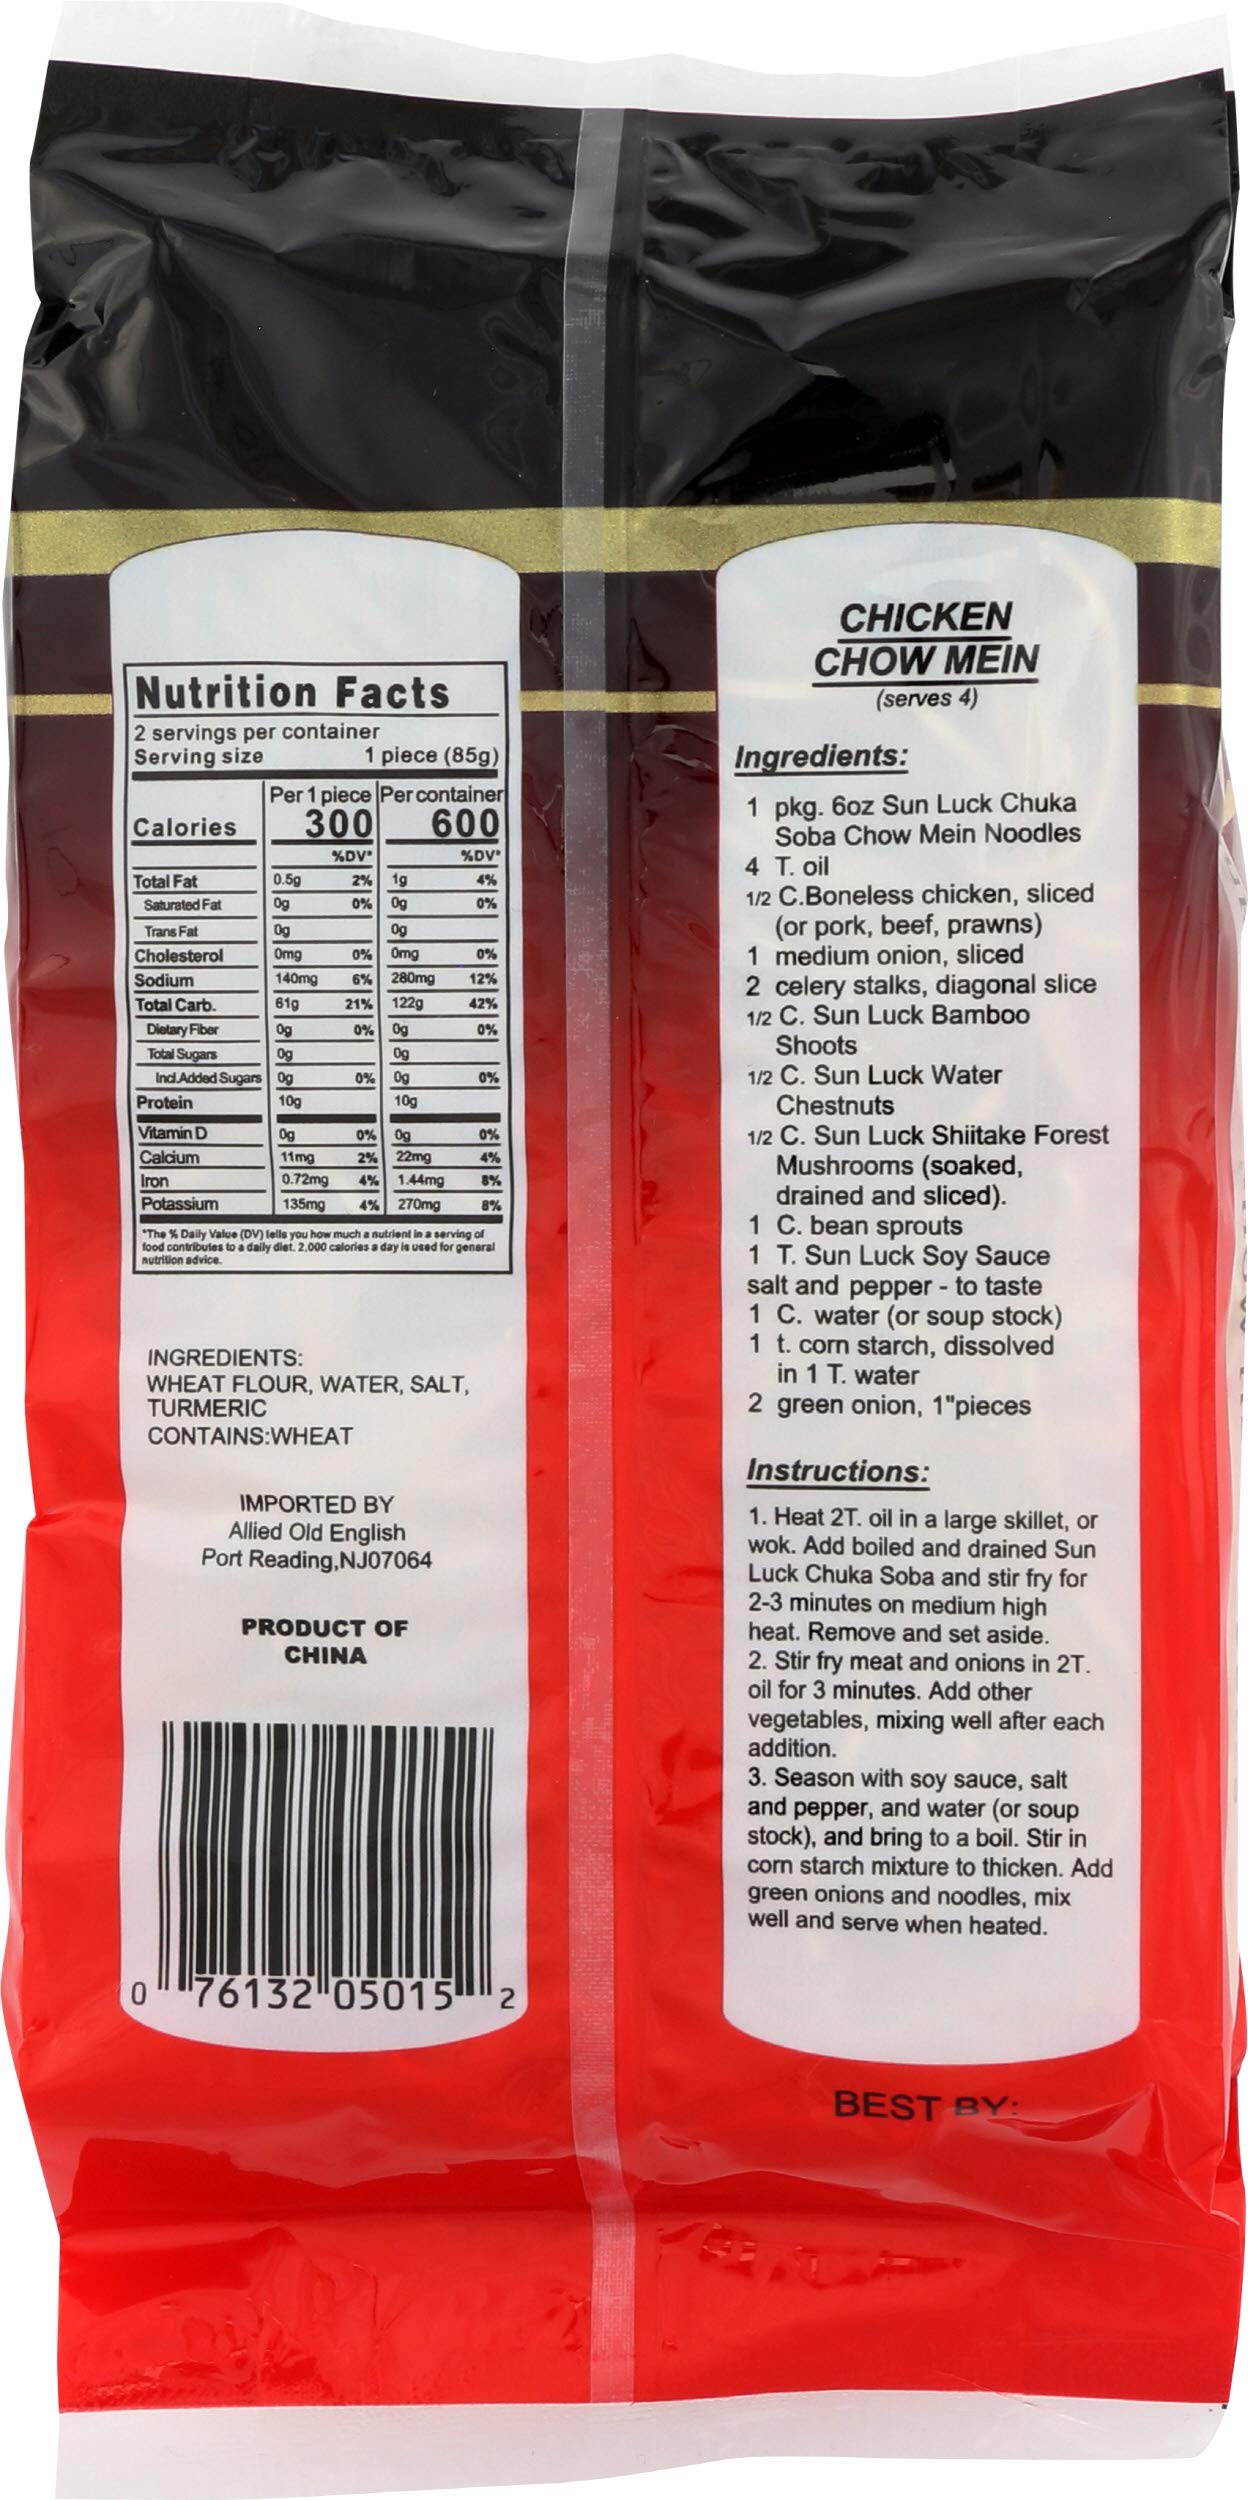 Nutrition Facts
2 servings per container
Serving size 1 piece (85g)
Per 1 piece Per container
Calories 300 600
%DV* %DV*
Total Fat 0.5g 2% 1g 4%
Saturated Fat 0g 0% 0g 0%
Trans Fat 0g 0g
Cholesterol 0mg 0% 0mg 0%
Sodium 140mg 6% 280mg 12%
Total Carb. 61g 21% 122g 42%
Dietary Fiber 0g 0% 0g 0%
Total Sugars 0g 0g
Incl.Added Sugars 0g 0% 0g 0%
Protein 10g 10g
Vitamin D 0g 0% 0g 0%
Calcium 11mg 2% 22mg 4%
Iron 0.72mg 4% 1.44mg 8%
Potassium 135mg 4% 270mg 8%
*The % Daily Value (DV) tells you how much a nutrient in a serving of
food contributes to a daily diet. 2,000 calories a day is used for general
nutrition advice.
INGREDIENTS:
WHEAT FLOUR, WATER, SALT,
TURMERIC
CONTAINS:WHEAT
IMPORTED BY
Allied Old English
Port Reading,NJ07064
PRODUCT OF
CHINA
0 76132 05015 2
CHICKEN
CHOW MEIN
(serves 4)
Ingredients:
1 pkg. 6oz Sun Luck Chuka
Soba Chow Mein Noodles
4 T. oil
1/2 C.Boneless chicken, sliced
(or pork, beef, prawns)
1 medium onion, sliced
2 celery stalks, diagonal slice
1/2 C. Sun Luck Bamboo
Shoots
1/2 C. Sun Luck Water
Chestnuts
1/2 C. Sun Luck Shiitake Forest
Mushrooms (soaked,
drained and sliced).
1 C. bean sprouts
1 T. Sun Luck Soy Sauce
salt and pepper - to taste
1 C. water (or soup stock)
1 t. corn starch, dissolved
in 1 T. water
2 green onion, 1"pieces
Instructions:
1. Heat 2T. oil in a large skillet, or
wok. Add boiled and drained Sun
Luck Chuka Soba and stir fry for
2-3 minutes on medium high
heat. Remove and set aside.
2. Stir fry meat and onions in 2T.
oil for 3 minutes. Add other
vegetables, mixing well after each
addition.
3. Season with soy sauce, salt
and pepper, and water (or soup
stock), and bring to a boil. Stir in
corn starch mixture to thicken. Add
green onions and noodles, mix
well and serve when heated.
BEST BY: